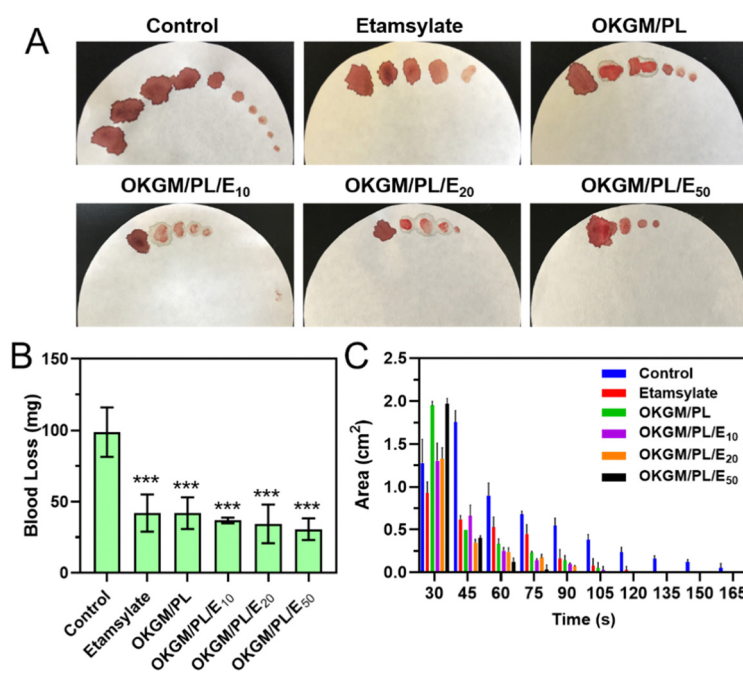 A
Control
Etamsylate
OKGM/PL
OKGM/PL/E₁₀
OKGM/PL/E₂₀
OKGM/PL/E₅₀
B
Blood Loss (mg)
150
100
50
0
***
***
***
***
***
Control
Etamsylate
OKGM/PL
OKGM/PL/E₁₀
OKGM/PL/E₂₀
OKGM/PL/E₅₀
C
Area (cm²)
2.5
2.0
1.5
1.0
0.5
0.0
Control
Etamsylate
OKGM/PL
OKGM/PL/E₁₀
OKGM/PL/E₂₀
OKGM/PL/E₅₀
30 45 60 75 90 105 120 130 145 165
Time (s)